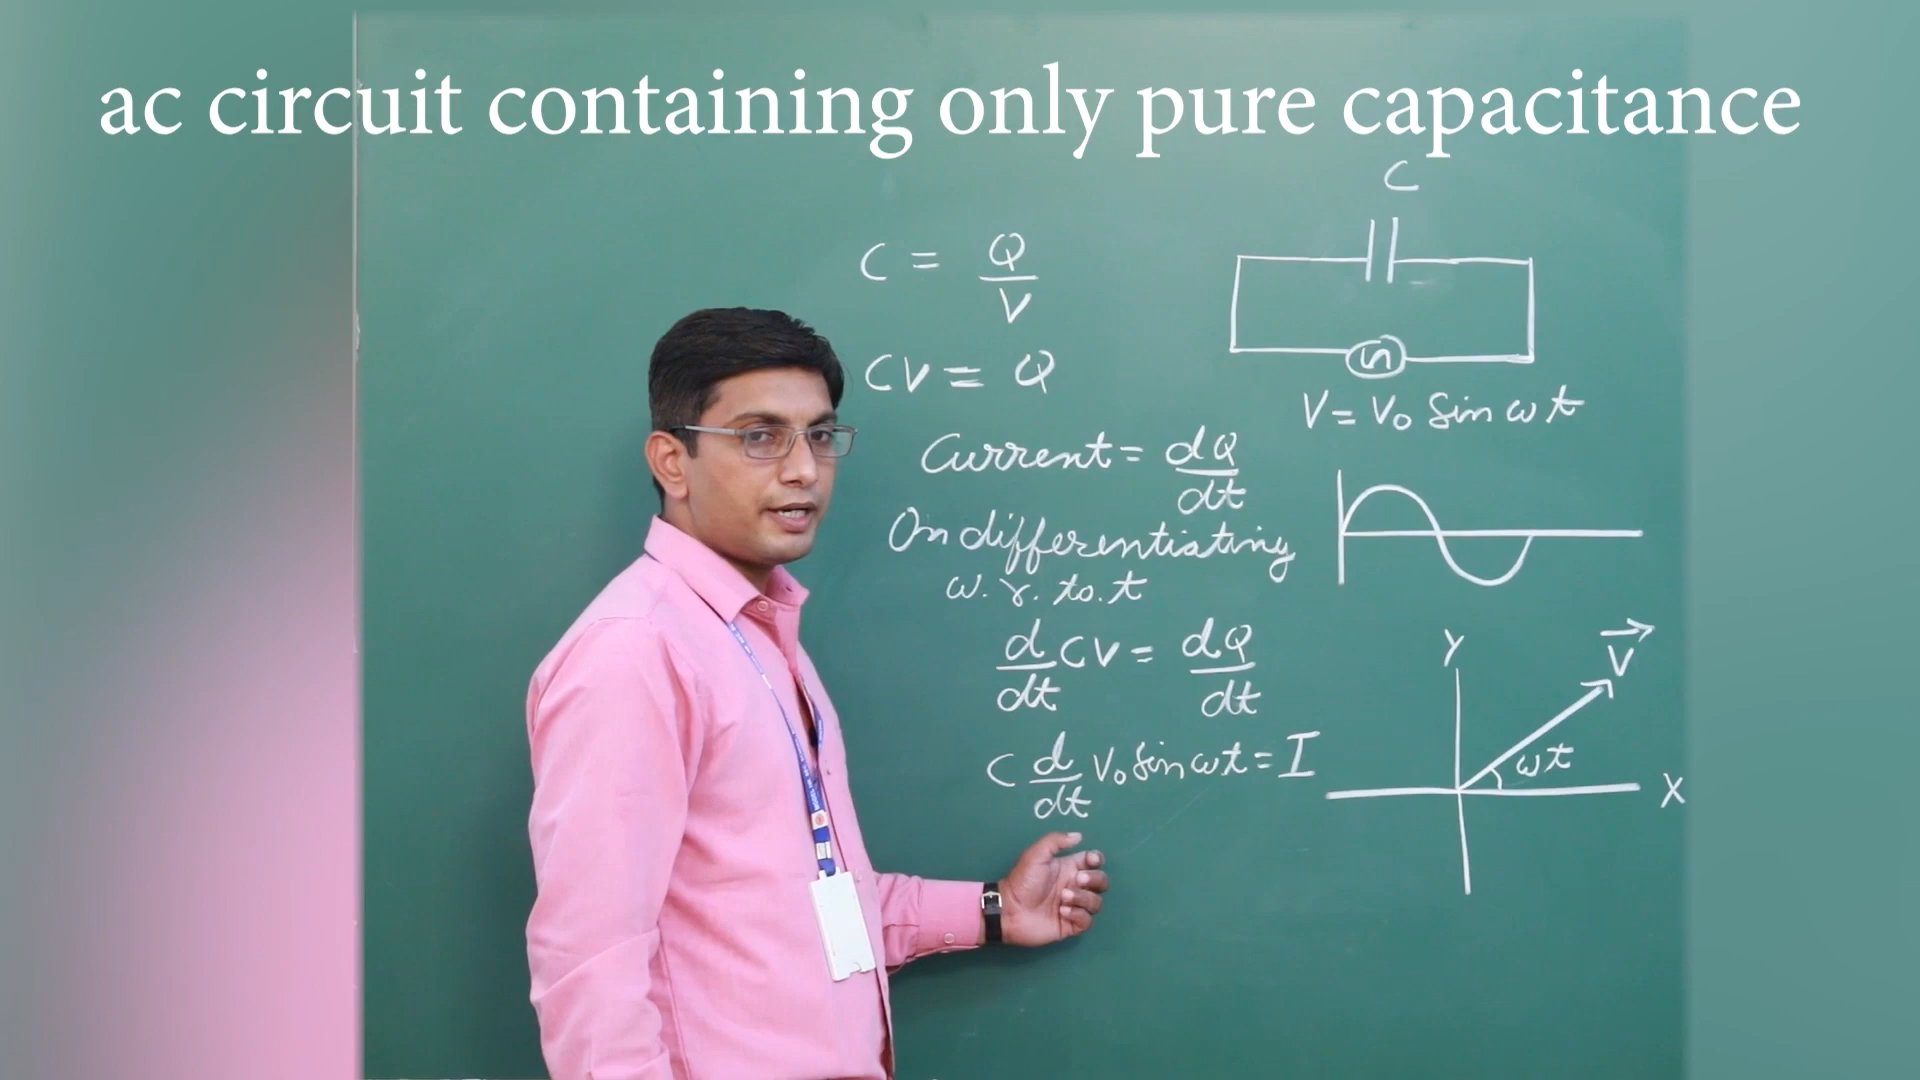 ac circuit containing only pure capacitance
C
C = Q/V
CV = Q
V = V₀ Sin ωt
Current = dQ/dt
On differentiating
w. r. to. t
d/dt CV = dQ/dt
C d/dt V₀ Sin ωt = I
Y
V⃗
ωt
X